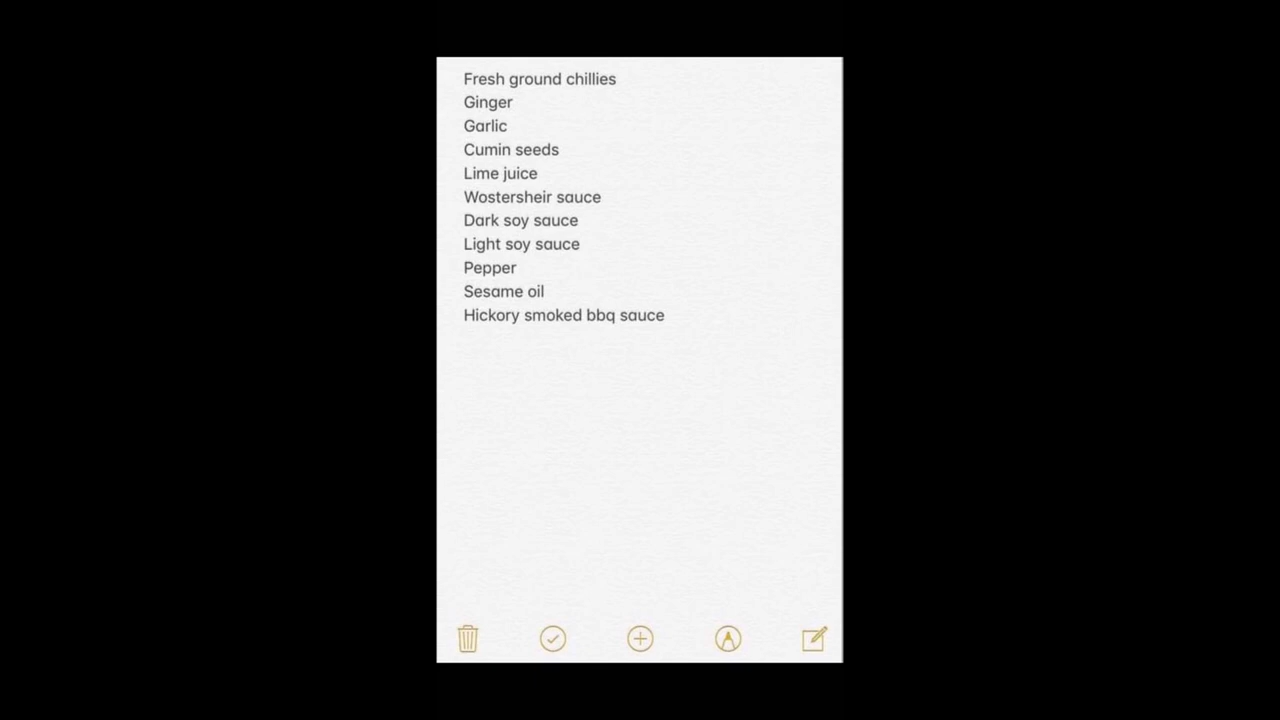 Fresh ground chillies
Ginger
Garlic
Cumin seeds
Lime juice
Wostersheir sauce
Dark soy sauce
Light soy sauce
Pepper
Sesame oil
Hickory smoked bbq sauce